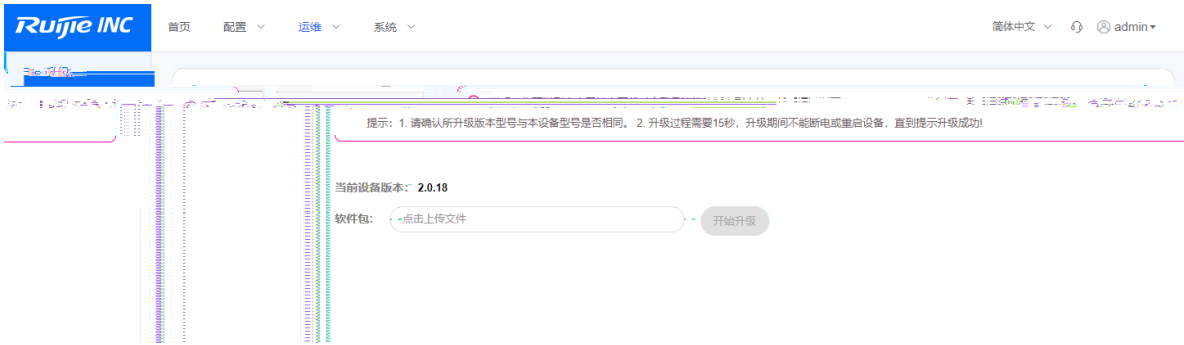 Ruijie INC 首页 配置 运维 系统 简体中文 admin
提示：1. 请确认所升级版本型号与本设备型号是否相同。 2. 升级过程需要15秒，升级期间不能断电或重启设备，直到提示升级成功!
当前设备版本： 2.0.18
软件包： 点击上传文件 开始升级